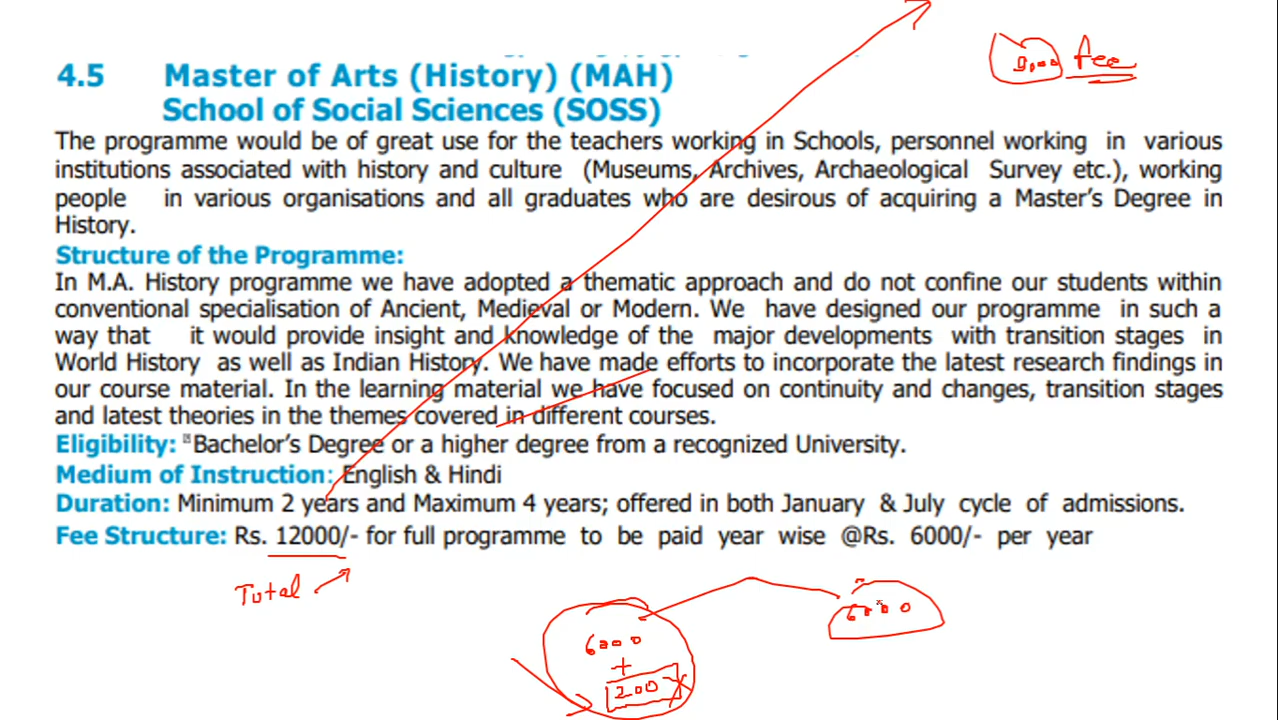 fee
4.5 Master of Arts (History) (MAH)
School of Social Sciences (SOSS)
The programme would be of great use for the teachers working in Schools, personnel working in various
institutions associated with history and culture (Museums, Archives, Archaeological Survey etc.), working
people in various organisations and all graduates who are desirous of acquiring a Master's Degree in
History.
Structure of the Programme:
In M.A. History programme we have adopted a thematic approach and do not confine our students within
conventional specialisation of Ancient, Medieval or Modern. We have designed our programme in such a
way that it would provide insight and knowledge of the major developments with transition stages in
World History as well as Indian History. We have made efforts to incorporate the latest research findings in
our course material. In the learning material we have focused on continuity and changes, transition stages
and latest theories in the themes covered in different courses.
Eligibility: Bachelor's Degree or a higher degree from a recognized University.
Medium of Instruction: English & Hindi
Duration: Minimum 2 years and Maximum 4 years; offered in both January & July cycle of admissions.
Fee Structure: Rs. 12000/- for full programme to be paid year wise @Rs. 6000/- per year
Total
6000
6000
+
200